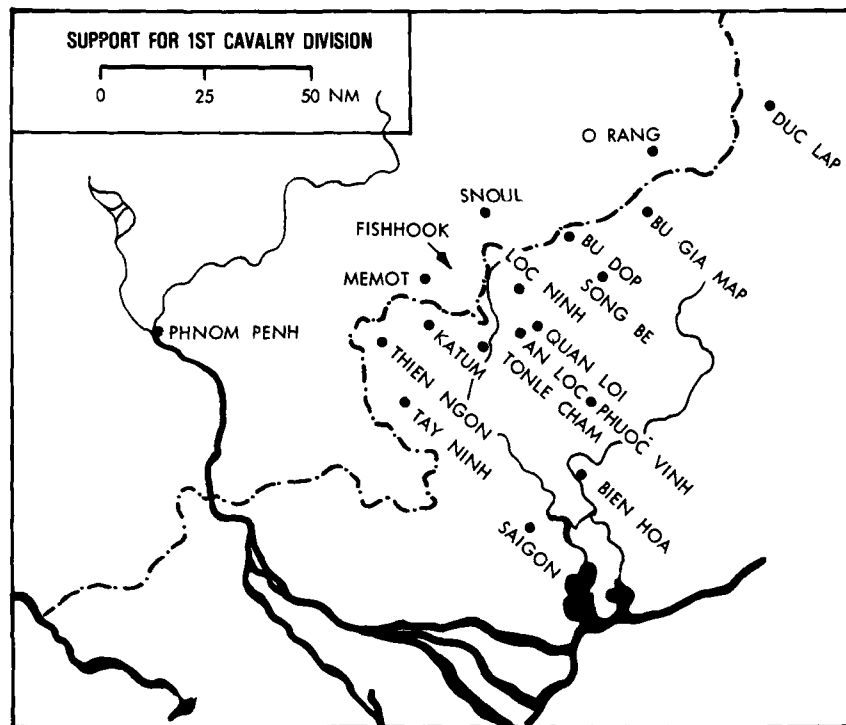 SUPPORT FOR 1ST CAVALRY DIVISION
0 25 50 NM
DUC LAP
O RANG
SNOUL
FISHHOOK
BU GIA MAP
BU DOP
MEMOT
LOC NINH
SONG BE
PHNOM PENH
KATUM
QUAN LOI
AN LOC
THIEN NGON
TONLE CHAM
TAY NINH
PHUOC VINH
BIEN HOA
SAIGON